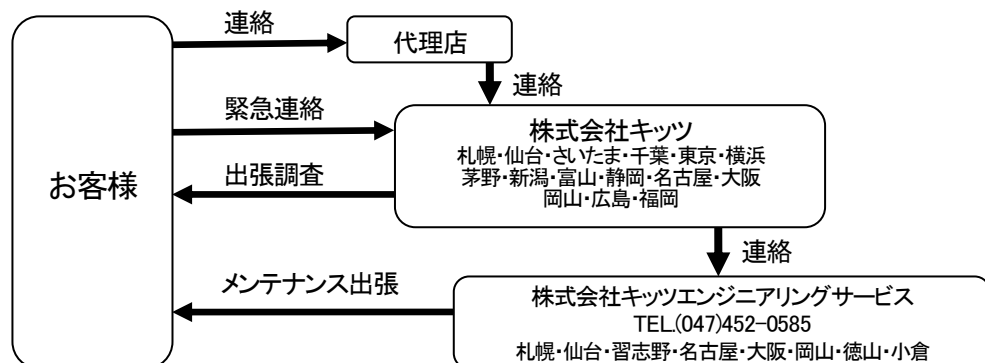 連絡
代理店
連絡
緊急連絡
株式会社キッツ
札幌・仙台・さいたま・千葉・東京・横浜
茅野・新潟・富山・静岡・名古屋・大阪
岡山・広島・福岡
お客様
出張調査
連絡
メンテナンス出張
株式会社キッツエンジニアリングサービス
TEL.(047)452-0585
札幌・仙台・習志野・名古屋・大阪・岡山・徳山・小倉